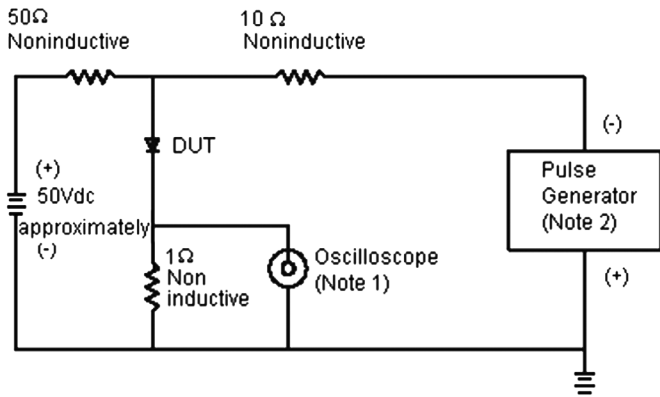 50Ω
Noninductive
10 Ω
Noninductive
DUT
(+)
50Vdc
approximately
(-)
1Ω
Non
inductive
Oscilloscope
(Note 1)
(-)
Pulse
Generator
(Note 2)
(+)